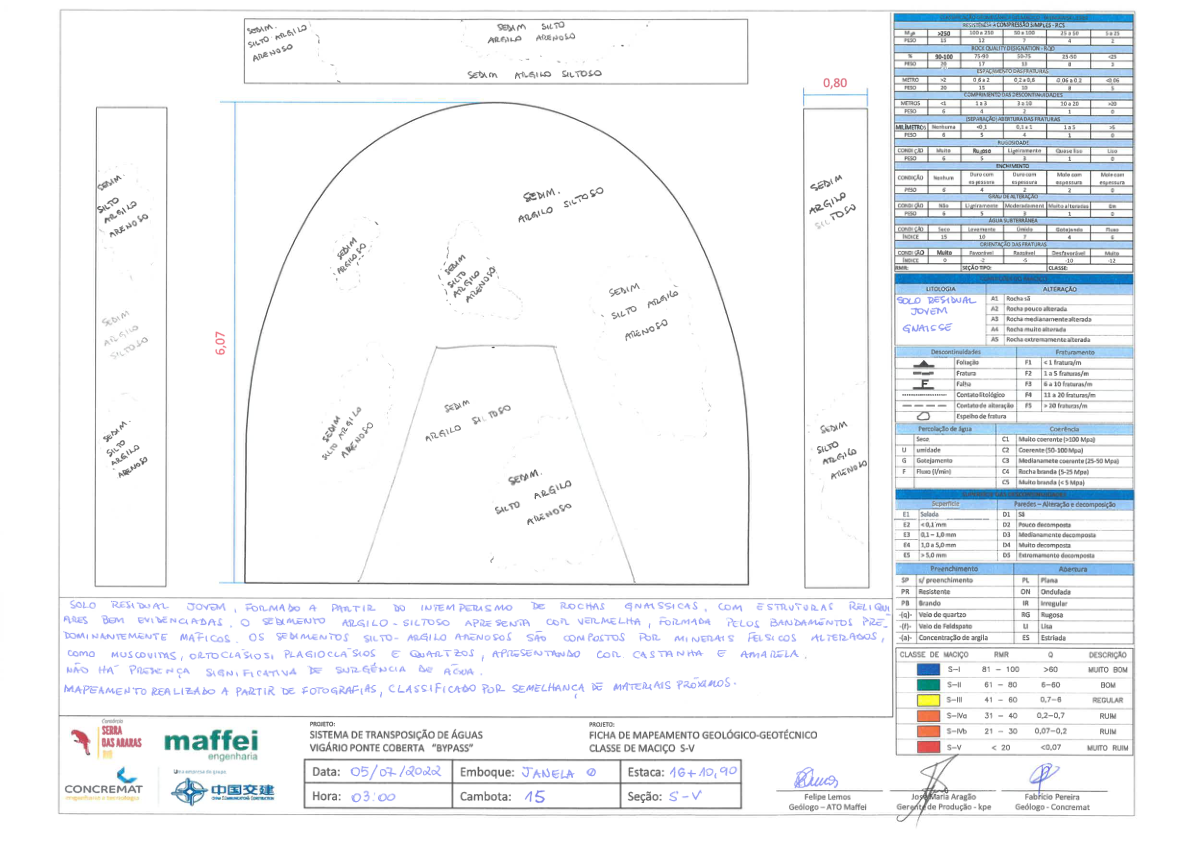 SEDIM.
SILTO ARGILO
ARENOSO
SEDIM SILTO
ARGILO ARENOSO
SEDIM ARGILO SILTOSO
0,80
6,07
SEDIM.
SILTO
ARGILO
ARENOSO
SEDIM
ARGILO
SILTOSO
SEDIM.
SILTO
ARGILO
ARENOSO
SEDIM.
ARGILO SILTOSO
SEDIM
ARGILOSO
SEDIM
SILTO
ARGILO
ARENOSO
SEDIM
SILTO ARGILO
ARENOSO
SEDIM
SILTO ARGILO
ARENOSO
SEDIM
ARGILO SILTOSO
SEDIM.
SILTO ARGILO
ARENOSO
SEDIM
ARGILO
SILTOSO
SEDIM
SILTO
ARGILO
ARENOSO
RESISTÊNCIA A COMPRESSÃO SIMPLES - RCS
MPa >250 100 a 250 50 a 100 25 a 50 5 a 25
PESO 15 12 7 4 2
ROCK QUALITY DESIGNATION - RQD
% 90-100 75-90 50-75 25-50 <25
PESO 20 17 13 8 3
ESPAÇAMENTO DAS FRATURAS
METRO >2 0,6 a 2 0,2 a 0,6 0.06 a 0.2 <0,06
PESO 20 15 10 8 5
COMPRIMENTO DAS DESCONTINUIDADES
METROS <1 1 a 3 3 a 10 10 a 20 >20
PESO 6 4 2 1 0
(SEPARAÇÃO) ABERTURA DAS FRATURAS
MILÍMETROS Nenhuma <0,1 0,1 a 1 1 a 5 >5
PESO 6 5 4 1 0
RUGOSIDADE
CONDIÇÃO Muito Rugoso Ligeiramente Quase liso Liso
PESO 6 5 3 1 0
ENCHIMENTO
CONDIÇÃO Nenhum Duro com espessura Duro com espessura Mole com espessura Mole com espessura
PESO 6 4 2 2 0
GRAU DE ALTERAÇÃO
CONDIÇÃO Não Ligeiramente Moderadament Muito alterados Em
PESO 6 5 3 1 0
ÁGUA SUBTERRÂNEA
CONDIÇÃO Seco Levemente Úmido Gotejando Fluxo
ÍNDICE 15 10 7 4 0
ORIENTAÇÃO DAS FRATURAS
CONDIÇÃO Muito Favorável Razoável Desfavorável Muito
ÍNDICE 0 -2 -5 -10 -12
RMR: SEÇÃO TIPO: CLASSE:
LITOLOGIA ALTERAÇÃO
SOLO RESIDUAL
JOVEM
GNAISSE
A1 Rocha sã
A2 Rocha pouco alterada
A3 Rocha medianamente alterada
A4 Rocha muito alterada
A5 Rocha extremamente alterada
Descontinuidades Fraturamento
Foliação F1 < 1 fratura/m
Fratura F2 1 a 5 fraturas/m
F Falha F3 6 a 10 fraturas/m
Contato litológico F4 11 a 20 fraturas/m
Contato de alteração F5 > 20 fraturas/m
Espelho de fratura
Percolação de água Coerência
Seco C1 Muito coerente (>100 Mpa)
U umidade C2 Coerente (50-100 Mpa)
G Gotejamento C3 Medianamete coerente (25-50 Mpa)
F Fluxo (l/min) C4 Rocha branda (5-25 Mpa)
C5 Muito branda (< 5 Mpa)
Superfície Paredes – Alteração e decomposição
E1 Selada D1 Sã
E2 < 0,1 mm D2 Pouco decomposta
E3 0,1 – 1,0 mm D3 Medianamente decomposta
E4 1,0 a 5,0 mm D4 Muito decomposta
E5 > 5,0 mm D5 Extremamente decomposta
Preenchimento Abertura
SP s/ preenchimento PL Plana
PR Resistente ON Ondulada
PB Brando IR Irregular
-(q)- Veio de quartzo RG Rugosa
-(f)- Veio de Feldspato LI Lisa
-(a)- Concentração de argila ES Estriada
CLASSE DE MACIÇO RMR Q DESCRIÇÃO
S-I 81 - 100 >60 MUITO BOM
S-II 61 - 80 6-60 BOM
S-III 41 - 60 0,7-6 REGULAR
S-IVa 31 - 40 0,2-0,7 RUIM
S-IVb 21 - 30 0,07-0,2 RUIM
S-V < 20 <0,07 MUITO RUIM
SOLO RESIDUAL JOVEM, FORMADO A PARTIR DO INTEMPERISMO DE ROCHAS GNAISSICAS, COM ESTRUTURAS RELIQUI
ARES BEM EVIDENCIADAS. O SEDIMENTO ARGILO-SILTOSO APRESENTA COR VERMELHA, FORMADA PELOS BANDAMENTOS PRE-
DOMINANTEMENTE MAFICOS. OS SEDIMENTOS SILTO-ARGILO ARENOSOS SÃO COMPOSTOS POR MINERAIS FELSICOS ALTERADOS,
COMO MUSCOVITAS, ORTOCLÁSIOS, PLAGIOCLÁSIOS E QUARTZOS, APRESENTANDO COR CASTANHA E AMARELA.
NÃO HÁ PRESENÇA SIGNIFICATIVA DE SURGÊNCIA DE ÁGUA.
MAPEAMENTO REALIZADO A PARTIR DE FOTOGRAFIAS, CLASSIFICADO POR SEMELHANÇA DE MATERIAIS PRÓXIMOS.
Consórcio
SERRA
DAS ARARAS
maffei
engenharia
CONCREMAT
engenharia e tecnologia
Uma empresa do grupo
中国交建
CHINA COMMUNICATIONS CONSTRUCTION
PROJETO:
SISTEMA DE TRANSPOSIÇÃO DE ÁGUAS
VIGÁRIO PONTE COBERTA "BYPASS"
PROJETO:
FICHA DE MAPEAMENTO GEOLÓGICO-GEOTÉCNICO
CLASSE DE MACIÇO S-V
Data: 05/07/2022 Emboque: JANELA 0 Estaca: 16+10,90
Hora: 03:00 Cambota: 15 Seção: S-V
Felipe Lemos
Geólogo – ATO Maffei
José Maria Aragão
Gerente de Produção - kpe
Fabrício Pereira
Geólogo - Concremat